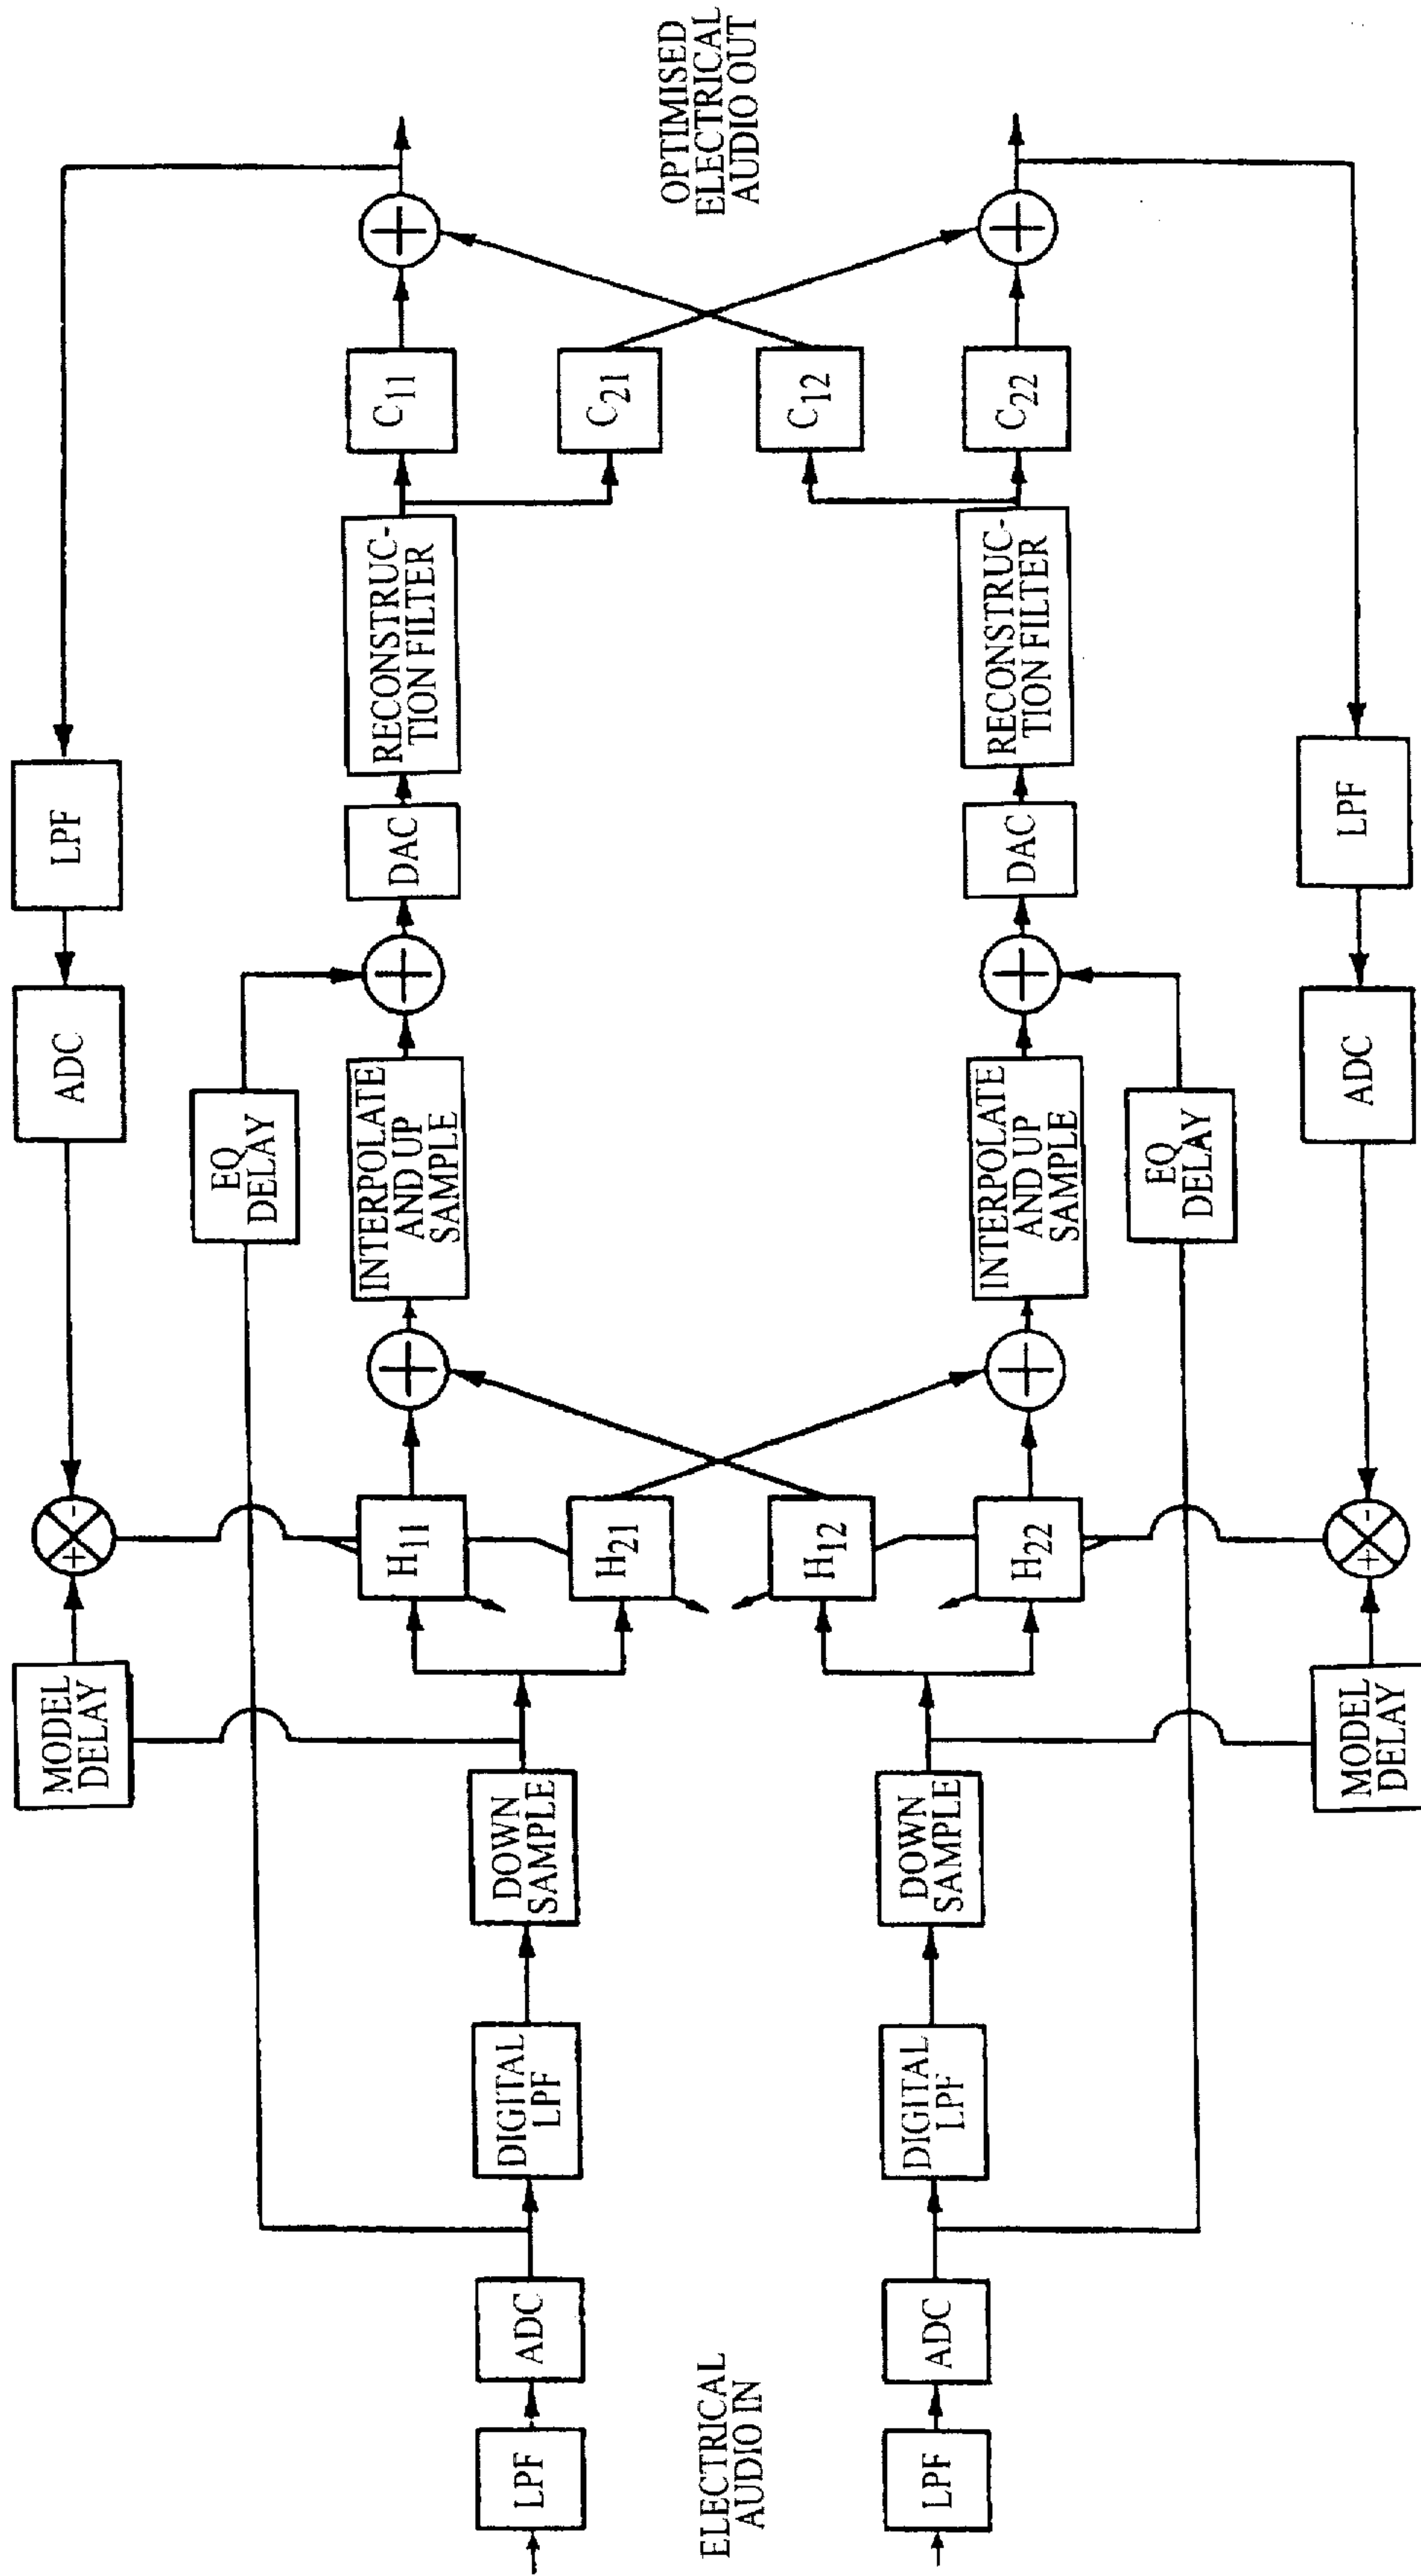 MODEL
DELAY
+
-
ADC
LPF
EQ
DELAY
LPF
ADC
DIGITAL
LPF
DOWN
SAMPLE
H11
H21
+
INTERPOLATE
AND UP
SAMPLE
+
DAC
RECONSTRUC-
TION FILTER
C11
C21
+
ELECTRICAL
AUDIO IN
OPTIMISED
ELECTRICAL
AUDIO OUT
LPF
ADC
DIGITAL
LPF
DOWN
SAMPLE
H12
H22
+
INTERPOLATE
AND UP
SAMPLE
+
DAC
RECONSTRUC-
TION FILTER
C12
C22
+
EQ
DELAY
MODEL
DELAY
+
-
ADC
LPF